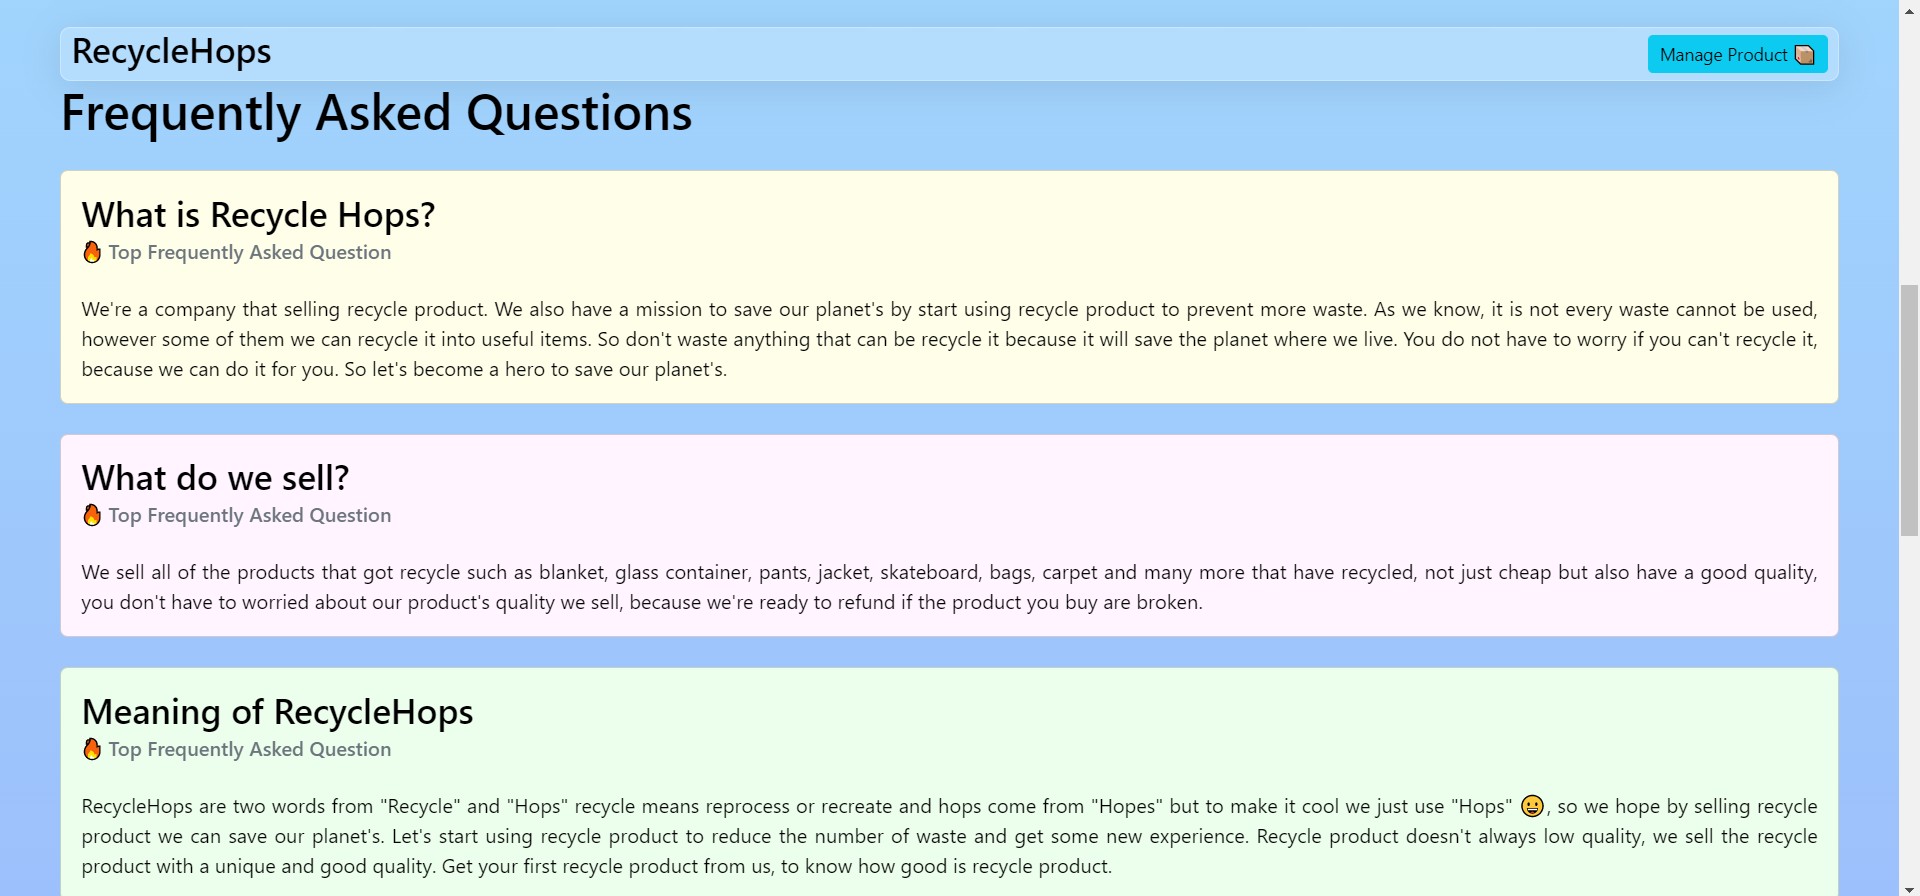 RecycleHops
Manage Product 📦
Frequently Asked Questions
What is Recycle Hops?
🔥 Top Frequently Asked Question
We're a company that selling recycle product. We also have a mission to save our planet's by start using recycle product to prevent more waste. As we know, it is not every waste cannot be used,
however some of them we can recycle it into useful items. So don't waste anything that can be recycle it because it will save the planet where we live. You do not have to worry if you can't recycle it,
because we can do it for you. So let's become a hero to save our planet's.
What do we sell?
🔥 Top Frequently Asked Question
We sell all of the products that got recycle such as blanket, glass container, pants, jacket, skateboard, bags, carpet and many more that have recycled, not just cheap but also have a good quality,
you don't have to worried about our product's quality we sell, because we're ready to refund if the product you buy are broken.
Meaning of RecycleHops
🔥 Top Frequently Asked Question
RecycleHops are two words from "Recycle" and "Hops" recycle means reprocess or recreate and hops come from "Hopes" but to make it cool we just use "Hops" 😀, so we hope by selling recycle
product we can save our planet's. Let's start using recycle product to reduce the number of waste and get some new experience. Recycle product doesn't always low quality, we sell the recycle
product with a unique and good quality. Get your first recycle product from us, to know how good is recycle product.